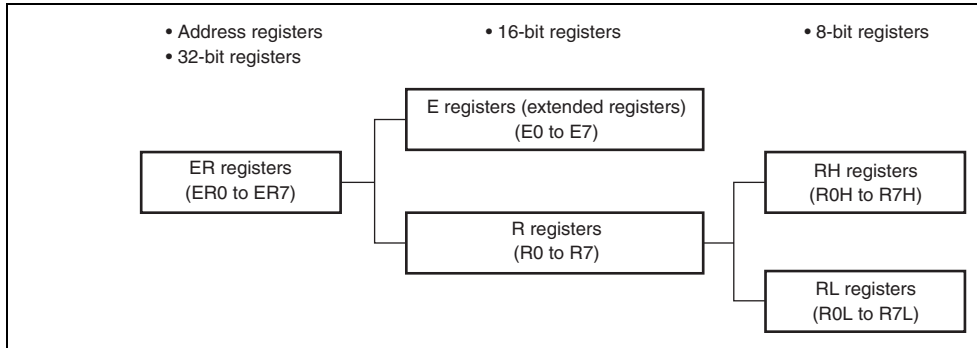 • Address registers
• 32-bit registers
• 16-bit registers
• 8-bit registers
E registers (extended registers)
(E0 to E7)
ER registers
(ER0 to ER7)
RH registers
(R0H to R7H)
R registers
(R0 to R7)
RL registers
(R0L to R7L)